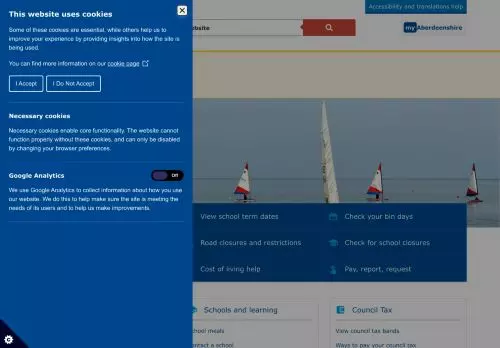 This website uses cookies
Some of these cookies are essential, while others help us to
improve your experience by providing insights into how the site is
being used.
You can find more information on our cookie page
I Accept
I Do Not Accept
Necessary cookies
Necessary cookies enable core functionality. The website cannot
function properly without these cookies, and can only be disabled
by changing your browser preferences.
Google Analytics
Off
We use Google Analytics to collect information about how you use
our website. We do this to help make sure the site is meeting the
needs of its users and to help us make improvements.
Accessibility and translations help
myAberdeenshire
View school term dates
Check your bin days
Road closures and restrictions
Check for school closures
Cost of living help
Pay, report, request
Schools and learning
Council Tax
meals
View council tax bands
a school
Ways to pay your council tax